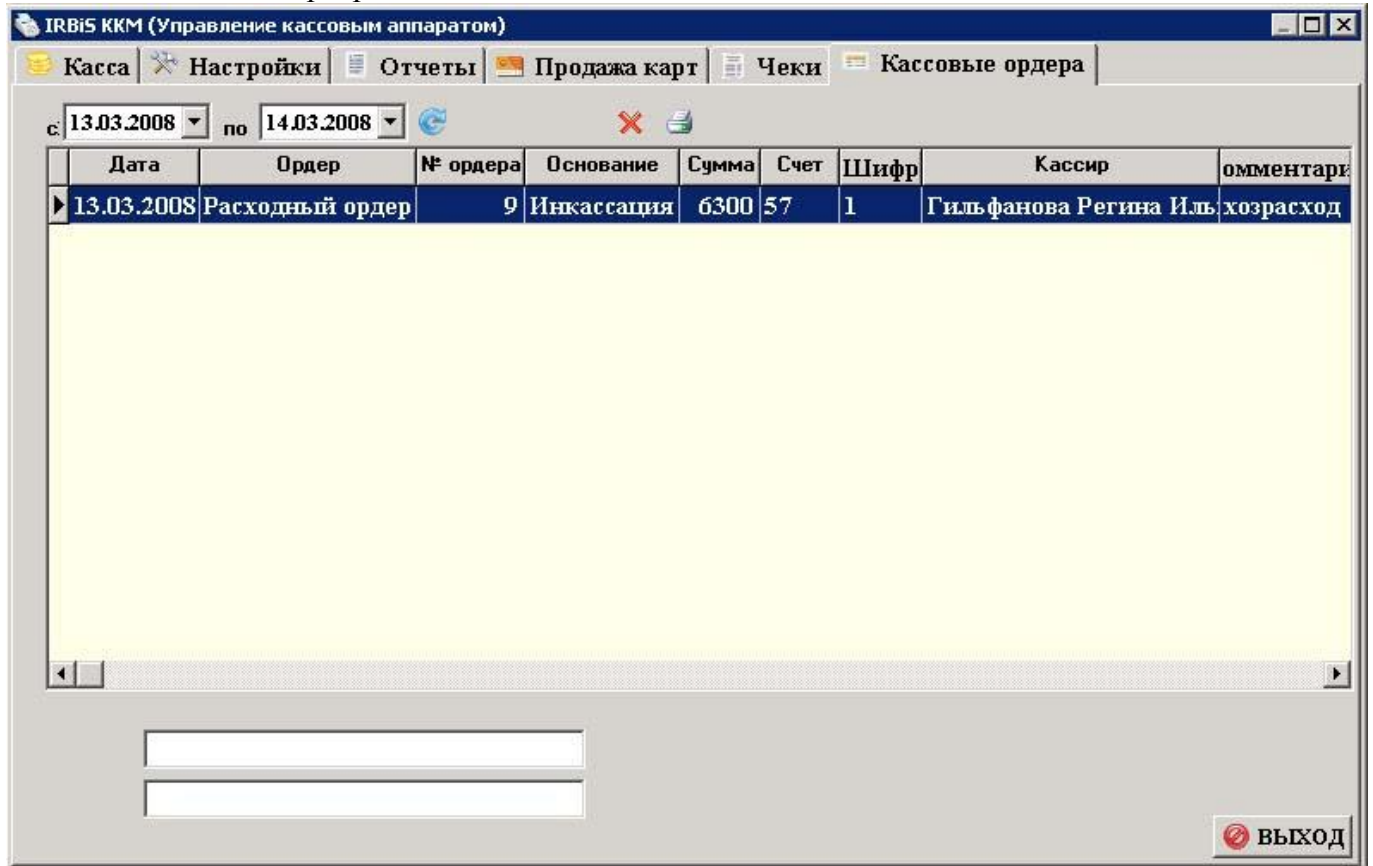 IRBiS ККМ (Управление кассовым аппаратом)
Касса Настройки Отчеты Продажа карт Чеки Кассовые ордера
с: 13.03.2008 по 14.03.2008
Дата Ордер № ордера Основание Сумма Счет Шифр Кассир омментари
13.03.2008 Расходный ордер 9 Инкассация 6300 57 1 Гильфанова Регина Иль хозрасход
ВЫХОД